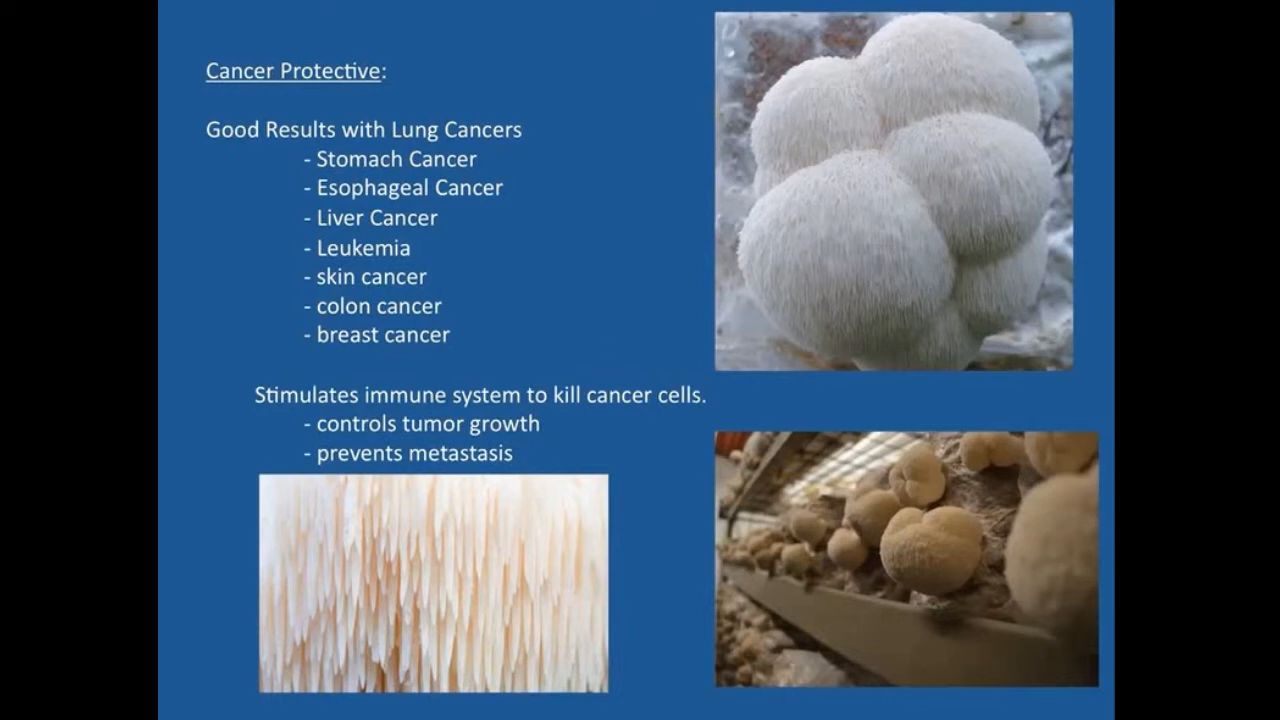 Cancer Protective:
Good Results with Lung Cancers
- Stomach Cancer
- Esophageal Cancer
- Liver Cancer
- Leukemia
- skin cancer
- colon cancer
- breast cancer
Stimulates immune system to kill cancer cells.
- controls tumor growth
- prevents metastasis